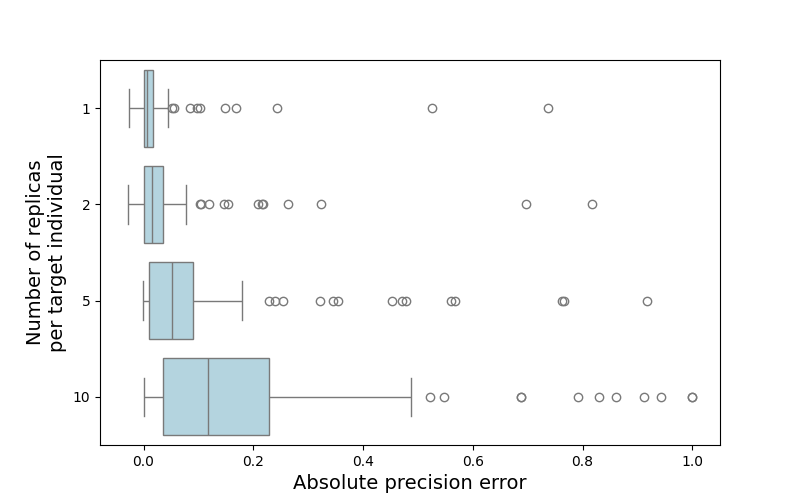 Number of replicas
per target individual
1
2
5
10
0.0 0.2 0.4 0.6 0.8 1.0
Absolute precision error